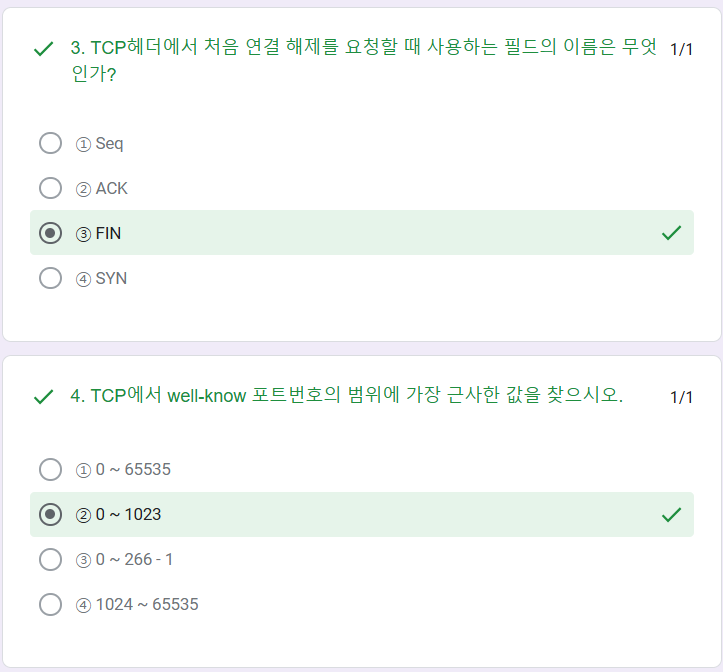 3. TCP헤더에서 처음 연결 해제를 요청할 때 사용하는 필드의 이름은 무엇 1/1
인가?
① Seq
② ACK
③ FIN
④ SYN
4. TCP에서 well-know 포트번호의 범위에 가장 근사한 값을 찾으시오. 1/1
① 0 ~ 65535
② 0 ~ 1023
③ 0 ~ 266 - 1
④ 1024 ~ 65535